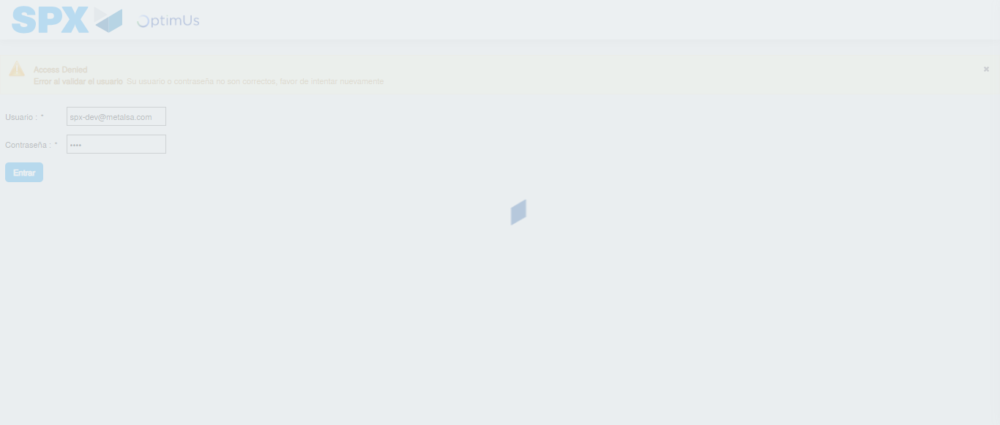 SPX OptimUs
Access Denied
Error al validar el usuario Su usuario o contraseña no son correctos, favor de intentar nuevamente
Usuario : * spx-dev@metalsa.com
Contraseña : * ••••
Entrar